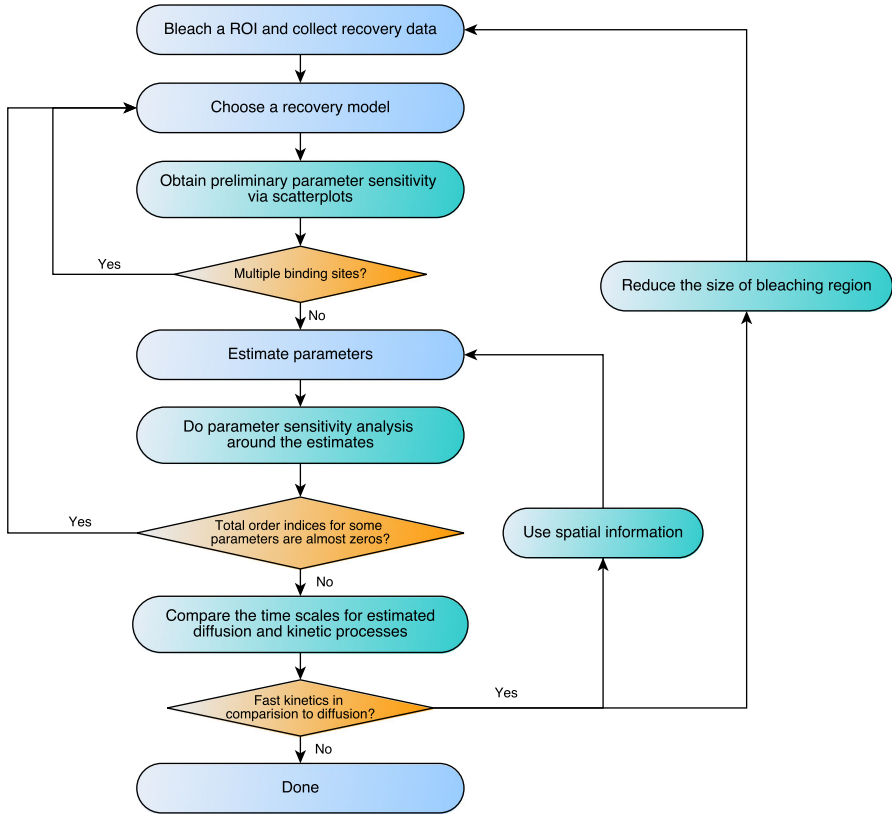 Bleach a ROI and collect recovery data
Choose a recovery model
Obtain preliminary parameter sensitivity
via scatterplots
Yes
Multiple binding sites?
Reduce the size of bleaching region
No
Estimate parameters
Do parameter sensitivity analysis
around the estimates
Yes
Total order indices for some
parameters are almost zeros?
Use spatial information
No
Compare the time scales for estimated
diffusion and kinetic processes
Yes
Fast kinetics in
comparision to diffusion?
No
Done